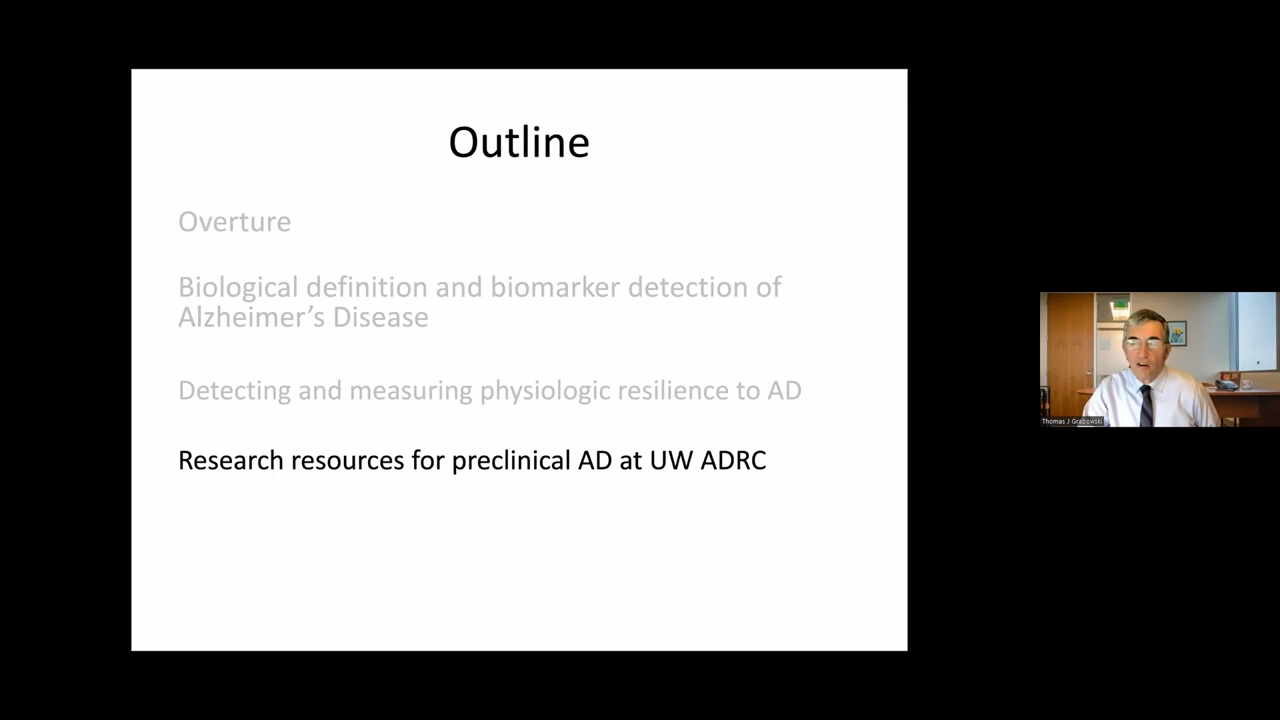 Outline
Overture
Biological definition and biomarker detection of
Alzheimer's Disease
Detecting and measuring physiologic resilience to AD
Research resources for preclinical AD at UW ADRC
Thomas J Grabowski